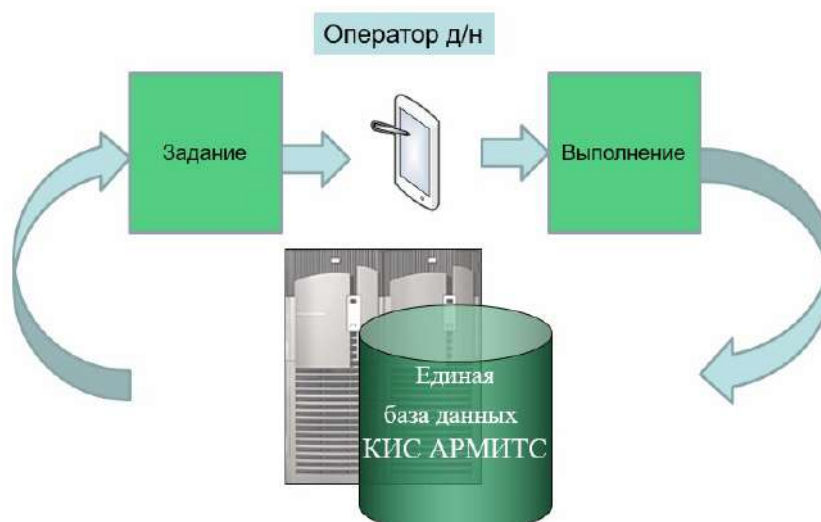 Оператор д/н
Задание
Выполнение
Единая
база данных
КИС АРМИТС